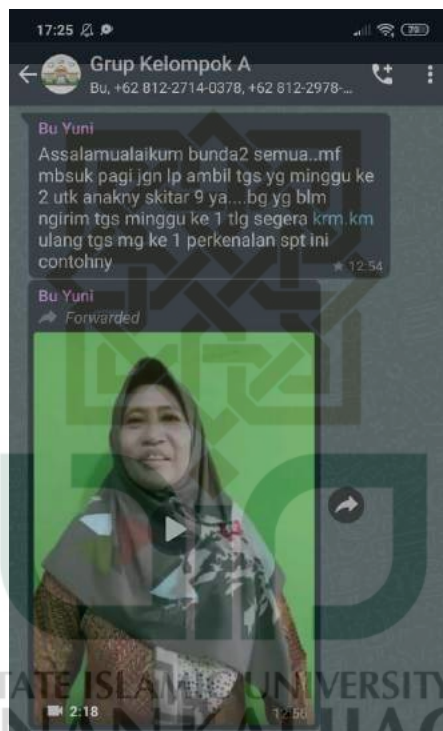 17:25
70
Grup Kelompok A
Bu, +62 812-2714-0378, +62 812-2978-...
Bu Yuni
Assalamualaikum bunda2 semua..mf
mbsuk pagi jgn lp ambil tgs yg minggu ke
2 utk anakny skitar 9 ya....bg yg blm
ngirim tgs minggu ke 1 tlg segera krm.km
ulang tgs mg ke 1 perkenalan spt ini
contohny
12.54
Bu Yuni
Forwarded
2:18
12.56
STATE ISLAMIC UNIVERSITY
SUNAN KALIJAGA